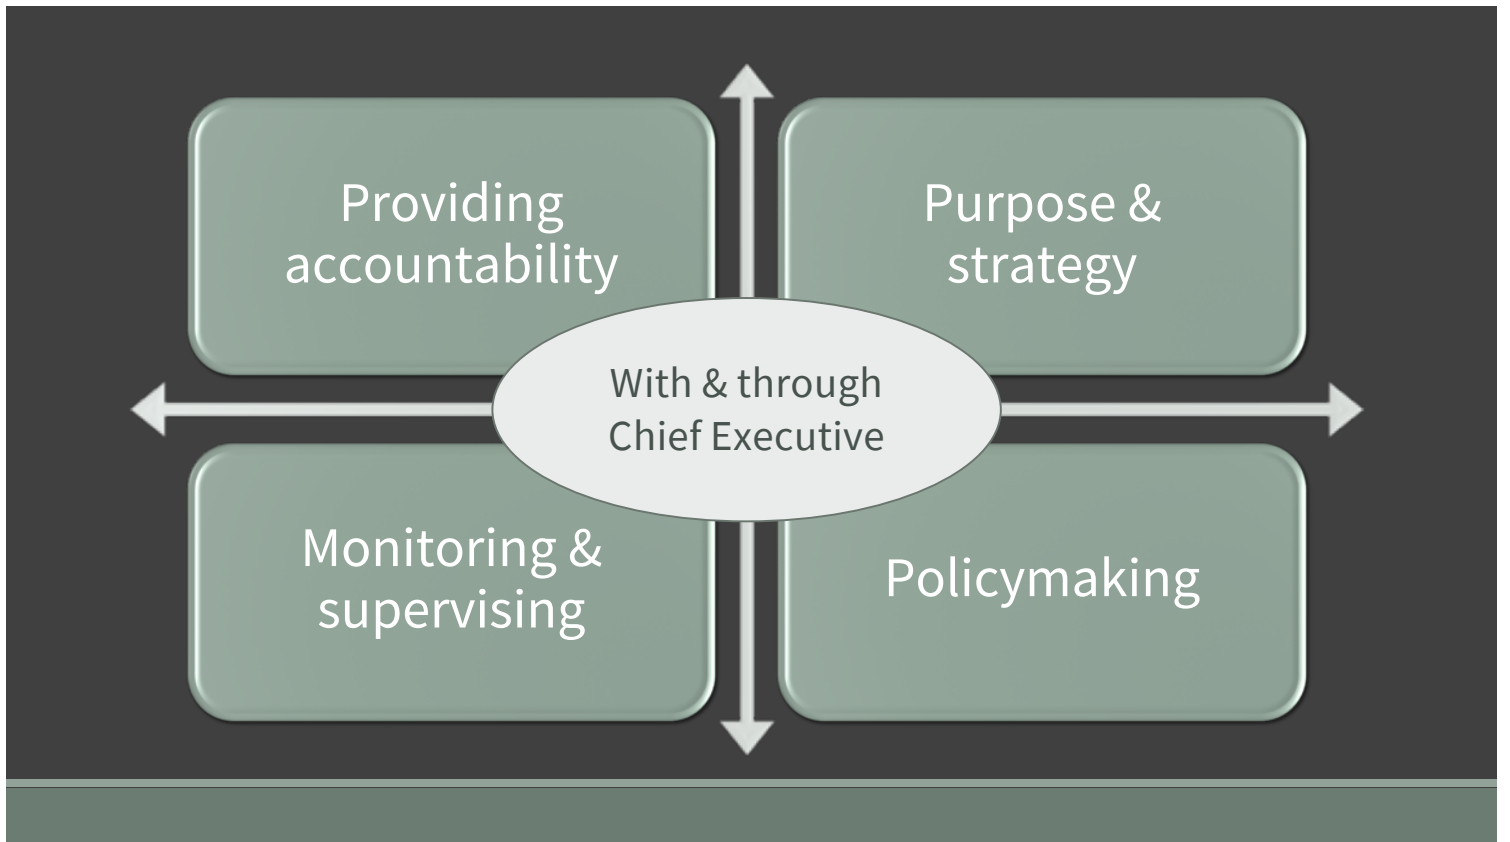 Providing
accountability
Purpose &
strategy
With & through
Chief Executive
Monitoring &
supervising
Policymaking